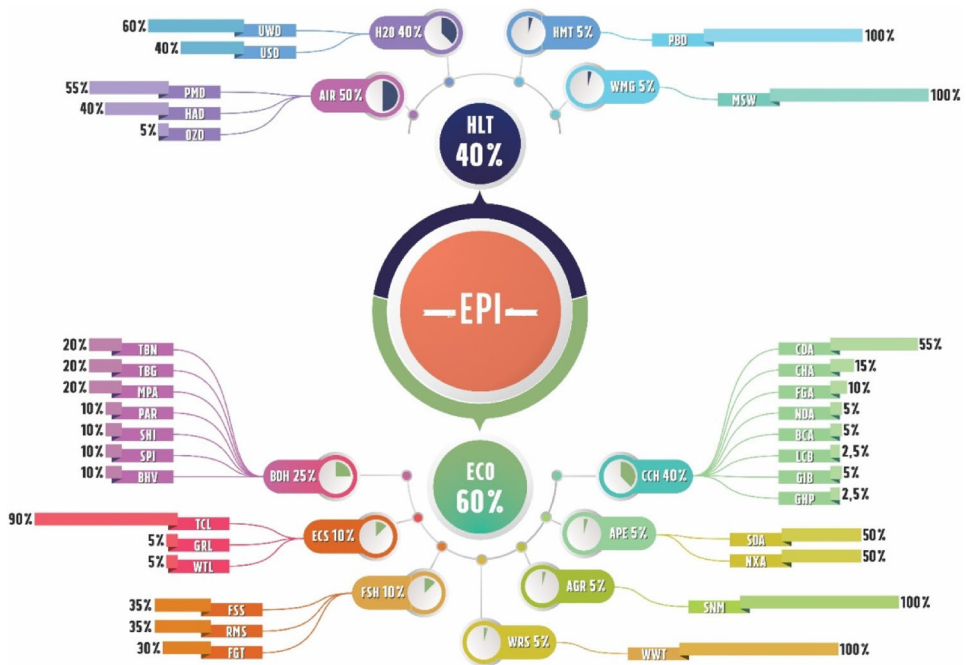 60% UWD
40% USD
H20 40%
55% PMD
40% HAD
5% OZD
AIR 50%
HMT 5%
PBD 100%
WMG 5%
MSW 100%
HLT
40%
EPI
20% TBN
20% TBG
20% MPA
10% PAR
10% SHI
10% SPI
10% BHV
BDH 25%
90% TCL
5% GRL
5% WTL
ECS 10%
35% FSS
35% RMS
30% FGT
FSH 10%
ECO
60%
CCH 40%
CDA 55%
CHA 15%
FGA 10%
NDA 5%
BCA 5%
LCB 2,5%
GIB 5%
GHP 2,5%
APE 5%
SDA 50%
NXA 50%
AGR 5%
SNM 100%
WRS 5%
WWT 100%